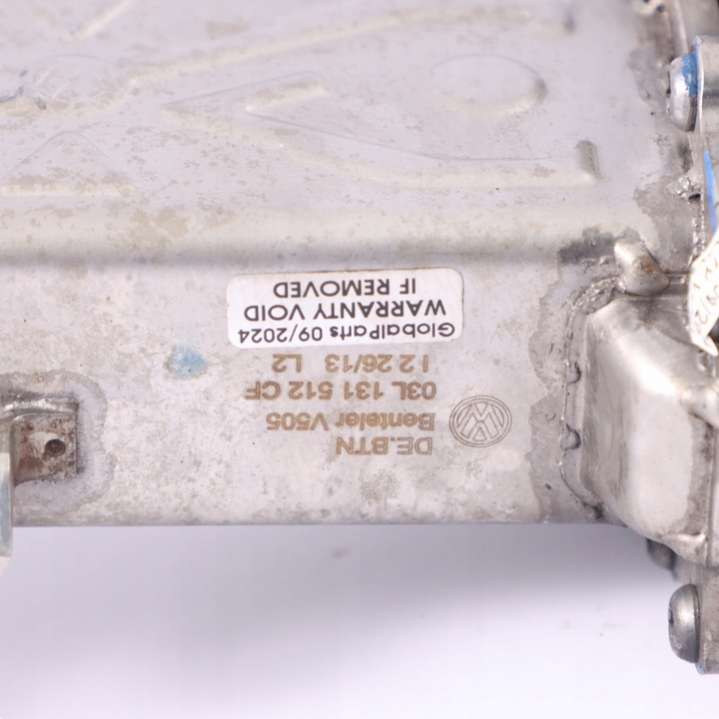 DE.BTN
Benteler V505
03L 131 512 CF
I 2 26/13 L2
GlobalParts 09/2024
WARRANTY VOID
IF REMOVED